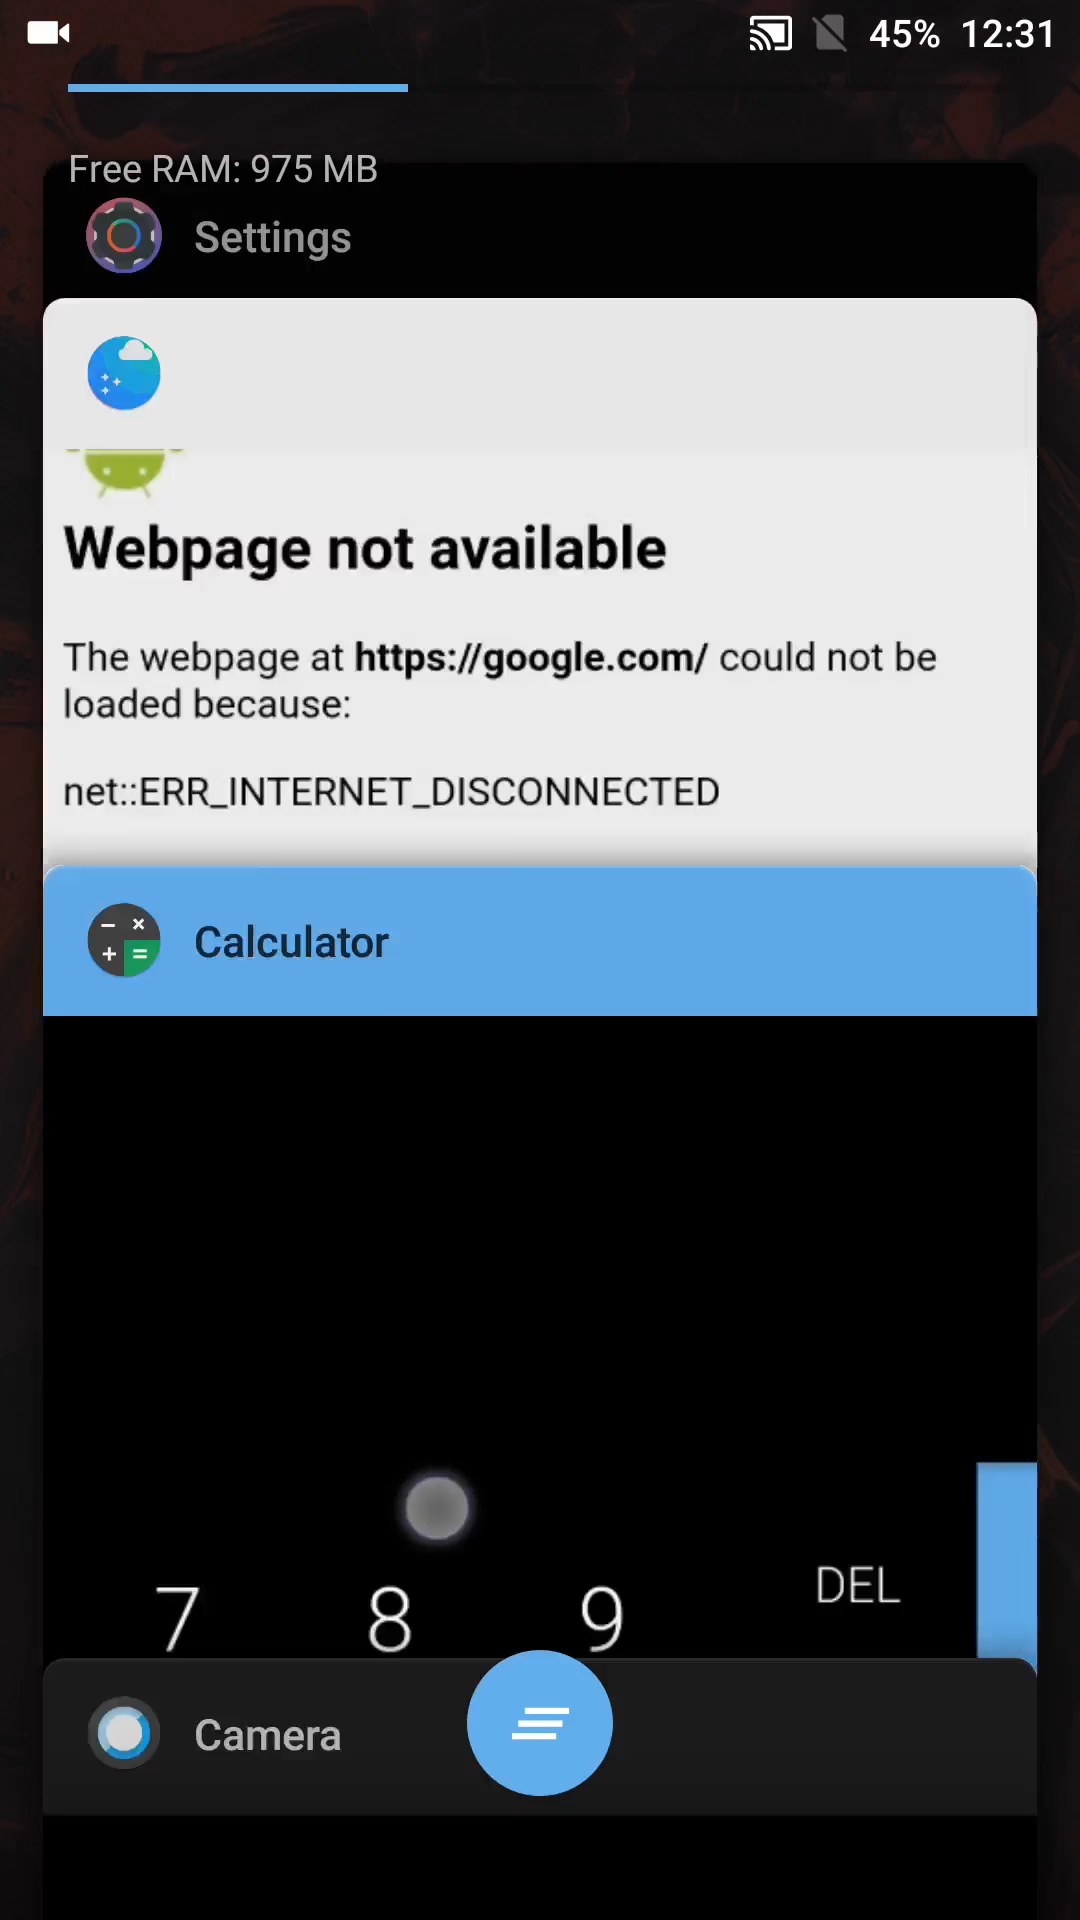 45% 12:31
Free RAM: 975 MB
Settings
Webpage not available
The webpage at https://google.com/ could not be
loaded because:
net::ERR_INTERNET_DISCONNECTED
− × + =
Calculator
7 8 9 DEL
Camera